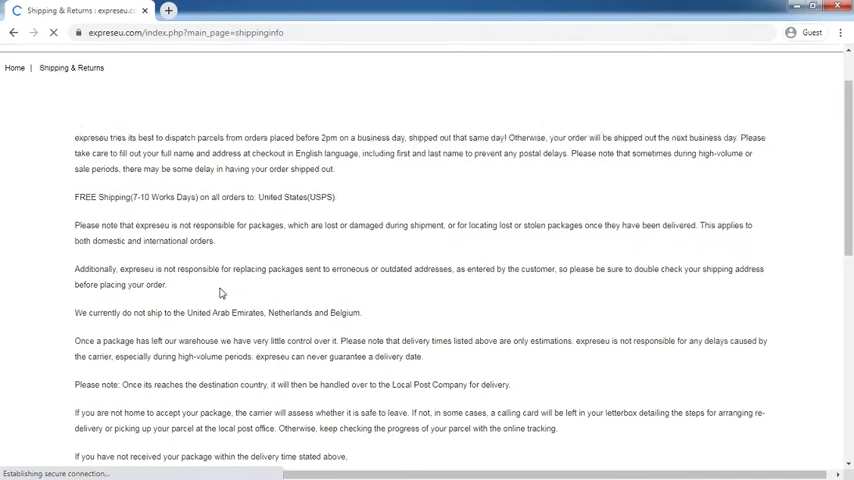 Shipping & Returns : expreseu.c
expreseu.com/index.php?main_page=shippinginfo
Guest
Home | Shipping & Returns
expreseu tries its best to dispatch parcels from orders placed before 2pm on a business day, shipped out that same day! Otherwise, your order will be shipped out the next business day. Please
take care to fill out your full name and address at checkout in English language, including first and last name to prevent any postal delays. Please note that sometimes during high-volume or
sale periods, there may be some delay in having your order shipped out.
FREE Shipping(7-10 Works Days) on all orders to: United States(USPS).
Please note that expreseu is not responsible for packages, which are lost or damaged during shipment, or for locating lost or stolen packages once they have been delivered. This applies to
both domestic and international orders.
Additionally, expreseu is not responsible for replacing packages sent to erroneous or outdated addresses, as entered by the customer, so please be sure to double check your shipping address
before placing your order.
We currently do not ship to the United Arab Emirates, Netherlands and Belgium.
Once a package has left our warehouse we have very little control over it. Please note that delivery times listed above are only estimations. expreseu is not responsible for any delays caused by
the carrier, especially during high-volume periods. expreseu can never guarantee a delivery date.
Please note: Once its reaches the destination country, it will then be handled over to the Local Post Company for delivery.
If you are not home to accept your package, the carrier will assess whether it is safe to leave. If not, in some cases, a calling card will be left in your letterbox detailing the steps for arranging re-
delivery or picking up your parcel at the local post office. Otherwise, keep checking the progress of your parcel with the online tracking.
If you have not received your package within the delivery time stated above,
Establishing secure connection...